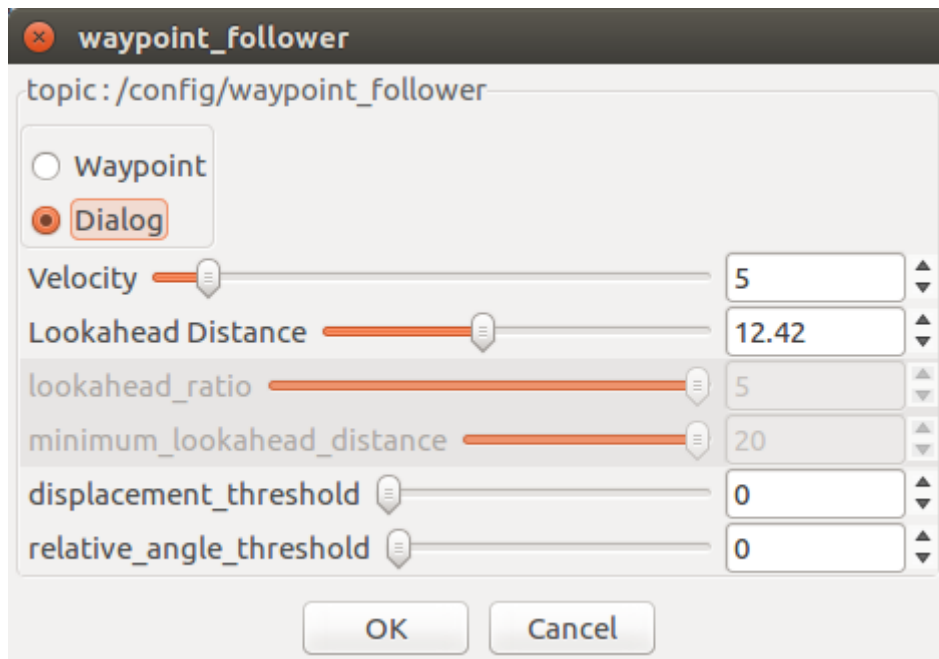 waypoint_follower
topic : /config/waypoint_follower
Waypoint
Dialog
Velocity 5
Lookahead Distance 12.42
lookahead_ratio 5
minimum_lookahead_distance 20
displacement_threshold 0
relative_angle_threshold 0
OK Cancel